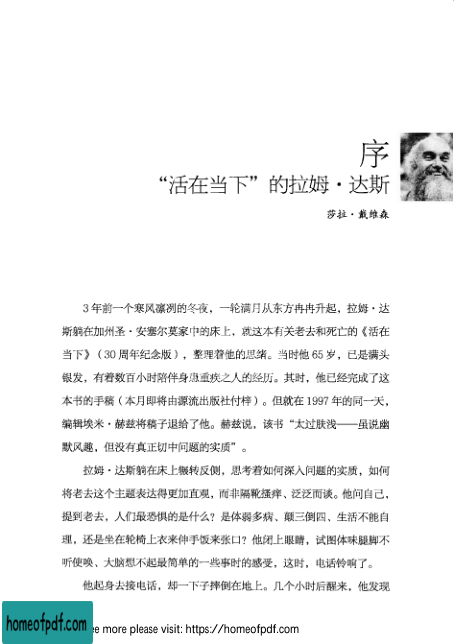 序
“活在当下”的拉姆·达斯
莎拉·戴维森
3年前一个寒风凛冽的冬夜，一轮满月从东方冉冉升起，拉姆·达
斯躺在加州圣·安塞尔莫家中的床上，就这本有关老去和死亡的《活在
当下》（30周年纪念版），整理着他的思绪。当时他65岁，已是满头
银发，有着数百小时陪伴身患重疾之人的经历。其时，他已经完成了这
本书的手稿（本月即将由源流出版社付梓）。但就在1997年的同一天，
编辑埃米·赫兹将稿子退给了他。赫兹说，该书“太过肤浅——虽说幽
默风趣，但没有真正切中问题的实质”。
拉姆·达斯躺在床上辗转反侧，思考着如何深入问题的实质，如何
将老去这个主题表达得更加直观，而非隔靴搔痒、泛泛而谈。他问自己，
提到老去，人们最恐惧的是什么？是体弱多病、颠三倒四、生活不能自
理，还是坐在轮椅上衣来伸手饭来张口？他闭上眼睛，试图体味腿脚不
听使唤、大脑想不起最简单的一些事时的感受，这时，电话铃响了。
他起身去接电话，却一下子摔倒在地上。几个小时后醒来，他发现
homeofpdf.com
ee more please visit: https://homeofpdf.com